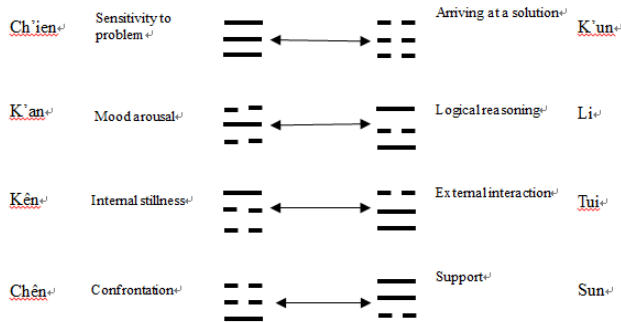 Ch'ien Sensitivity to Arriving at a solution K'un
problem
K'an Mood arousal Logical reasoning Li
Kên Internal stillness External interaction Tui
Chên Confrontation Support Sun